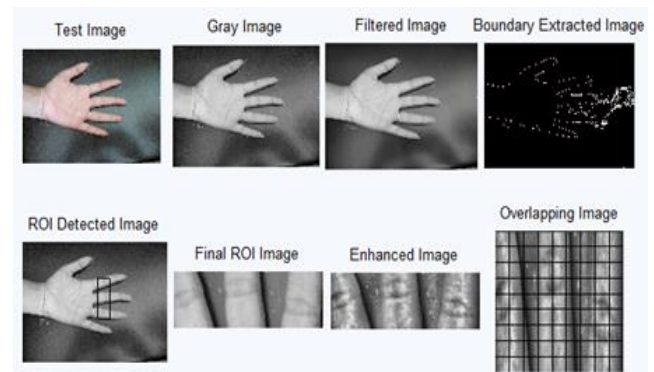 Test Image
Gray Image
Filtered Image
Boundary Extracted Image
ROI Detected Image
Final ROI Image
Enhanced Image
Overlapping Image